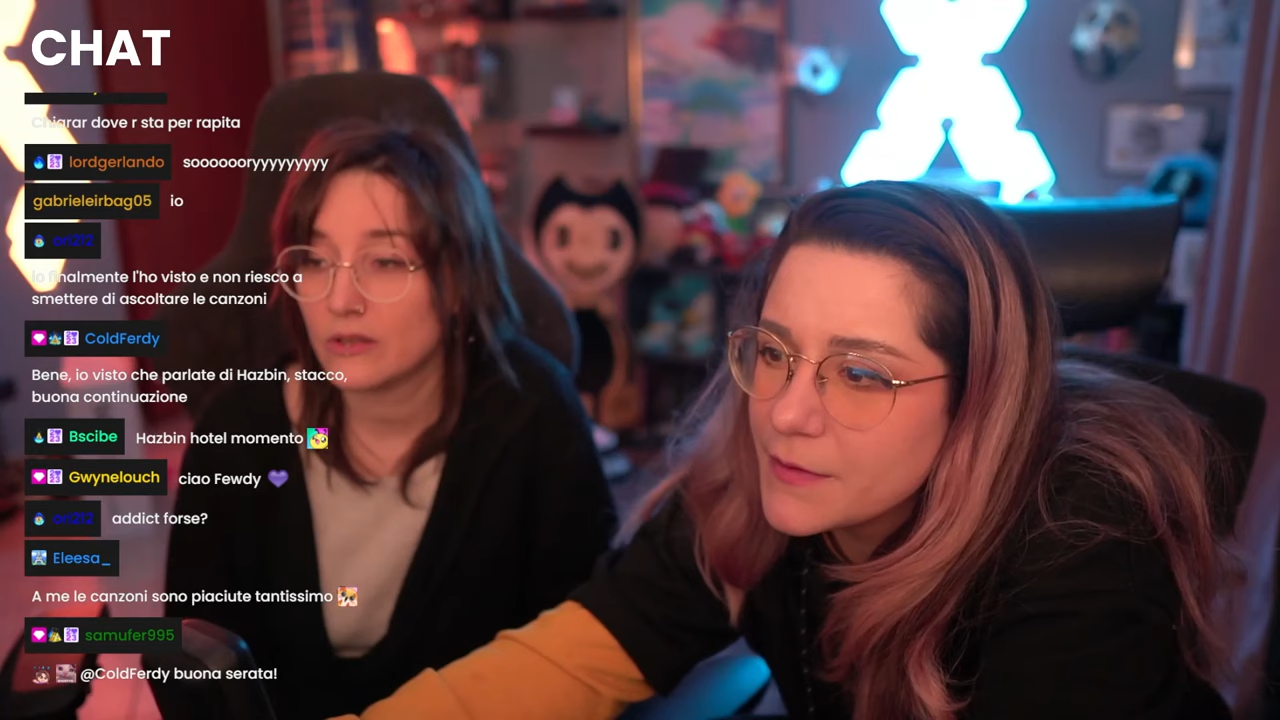 CHAT
Chiarar dove r sta per rapita
lordgerlando sooooooryyyyyyyyy
gabrieleirbag05 io
ori212
Io finalmente l'ho visto e non riesco a
smettere di ascoltare le canzoni
ColdFerdy
Bene, io visto che parlate di Hazbin, stacco,
buona continuazione
Bscibe Hazbin hotel momento
Gwynelouch ciao Fewdy
ori212 addict forse?
Eleesa_
A me le canzoni sono piaciute tantissimo
samufer995
@ColdFerdy buona serata!